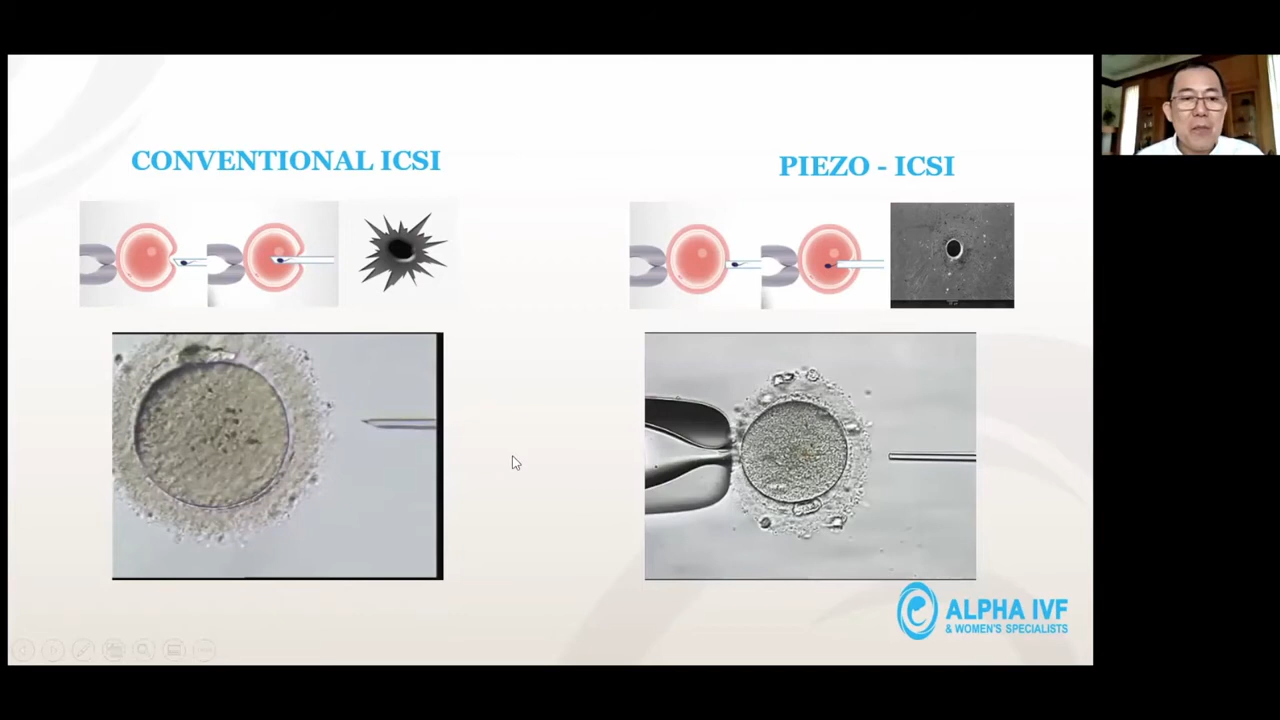 CONVENTIONAL ICSI
PIEZO - ICSI
ALPHA IVF
& WOMEN'S SPECIALISTS